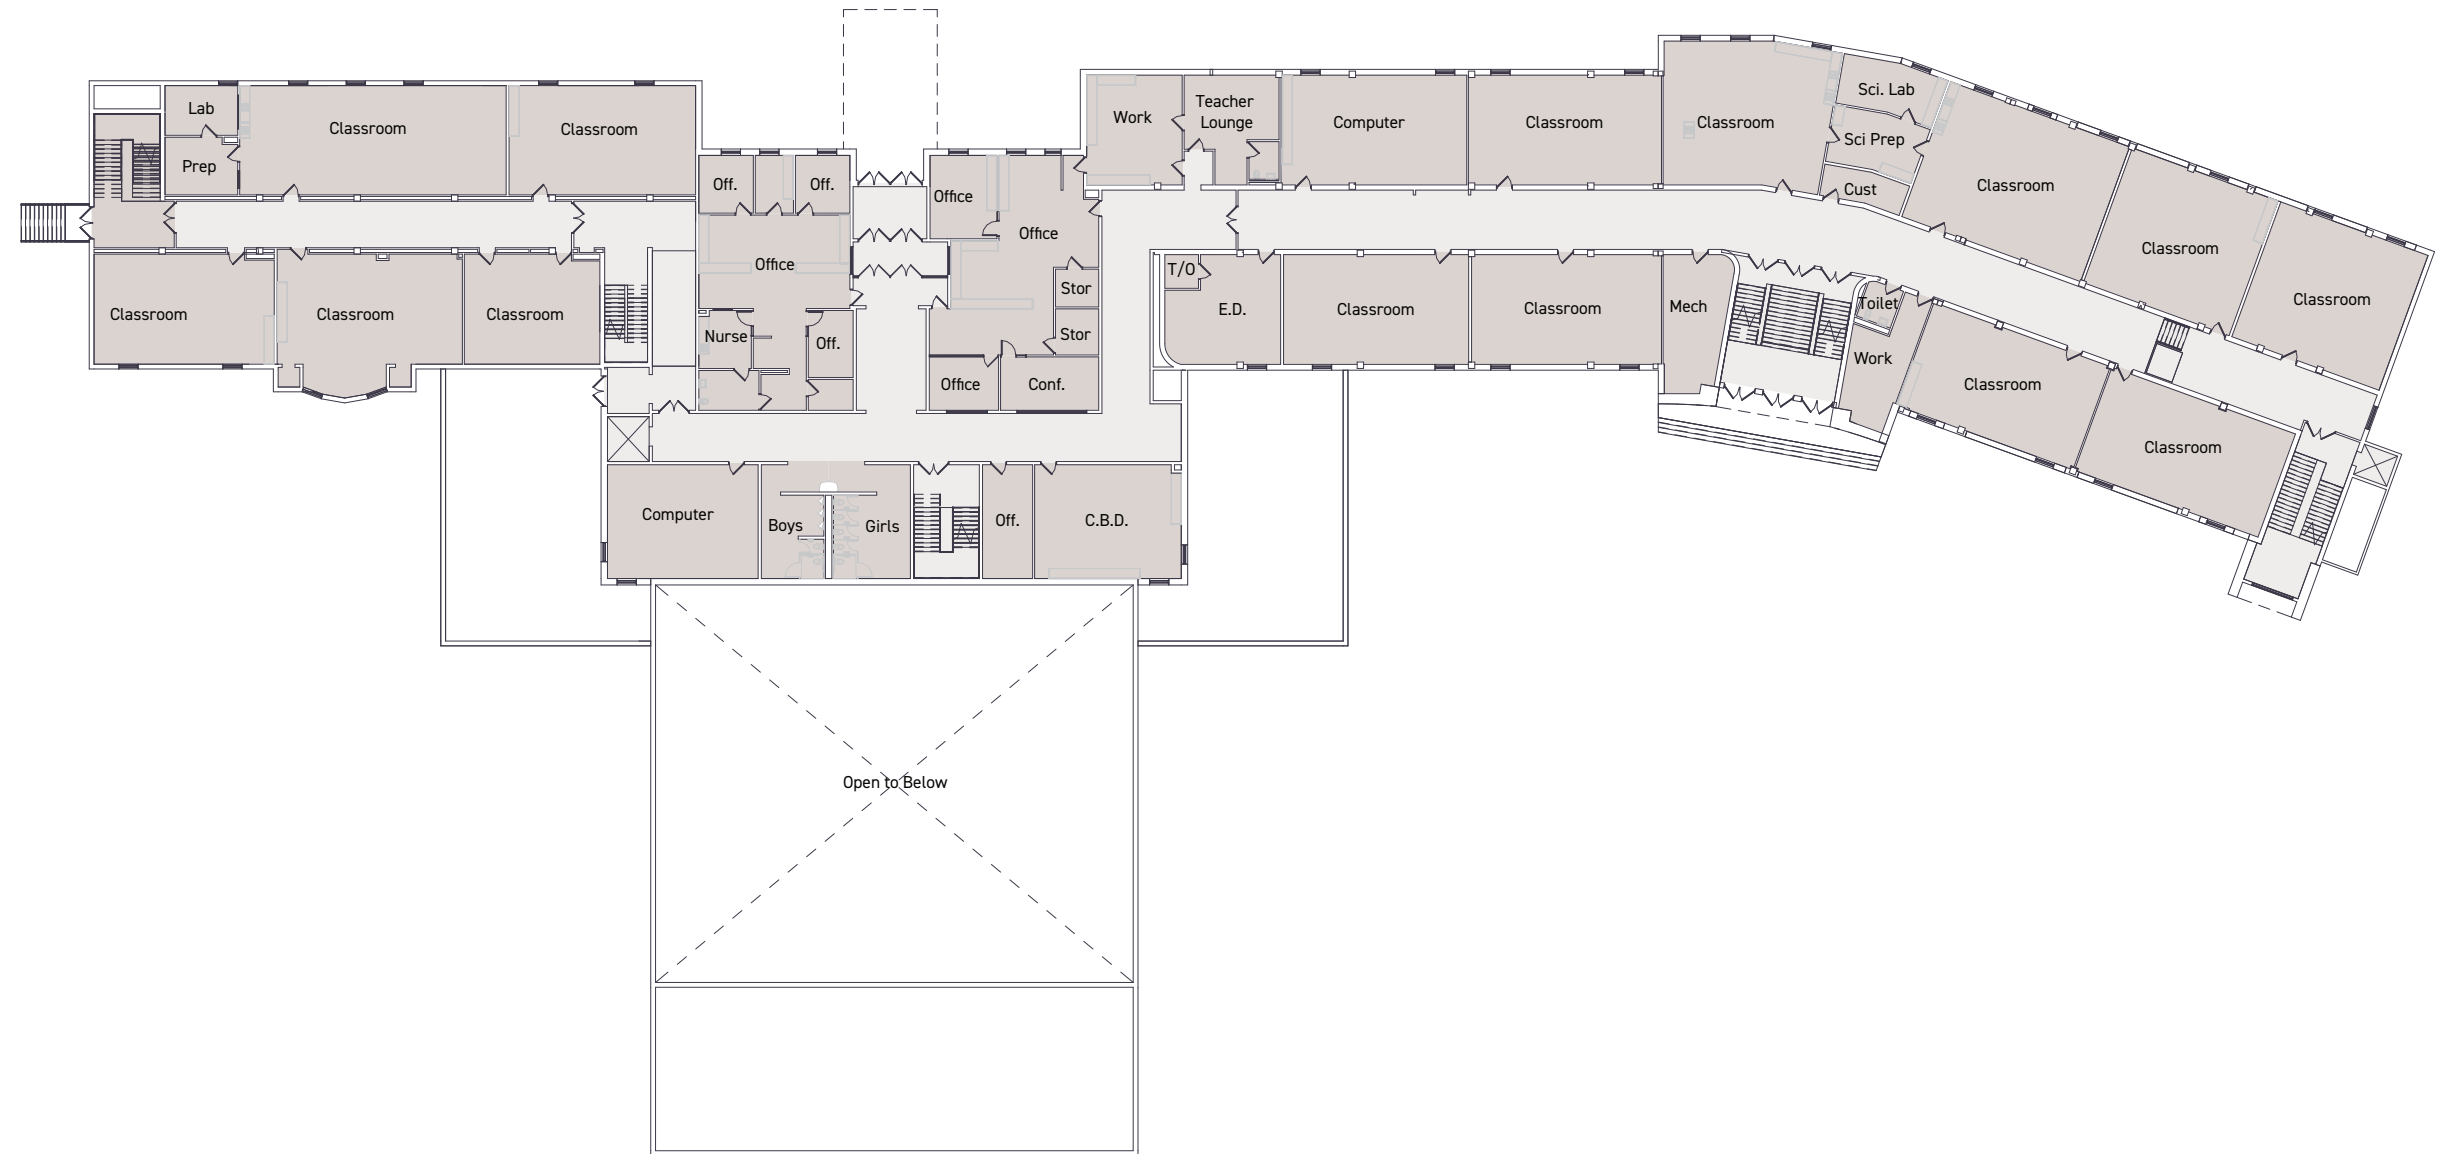 Lab
Classroom
Classroom
Prep
Classroom
Classroom
Classroom
Off.
Off.
Office
Nurse
Off.
Office
Office
Stor
Stor
Office
Conf.
Work
Teacher
Lounge
Computer
Classroom
Classroom
Sci. Lab
Sci Prep
Cust
Classroom
Classroom
Classroom
T/O
E.D.
Classroom
Classroom
Mech
Toilet
Work
Classroom
Classroom
Computer
Boys
Girls
Off.
C.B.D.
Open to Below